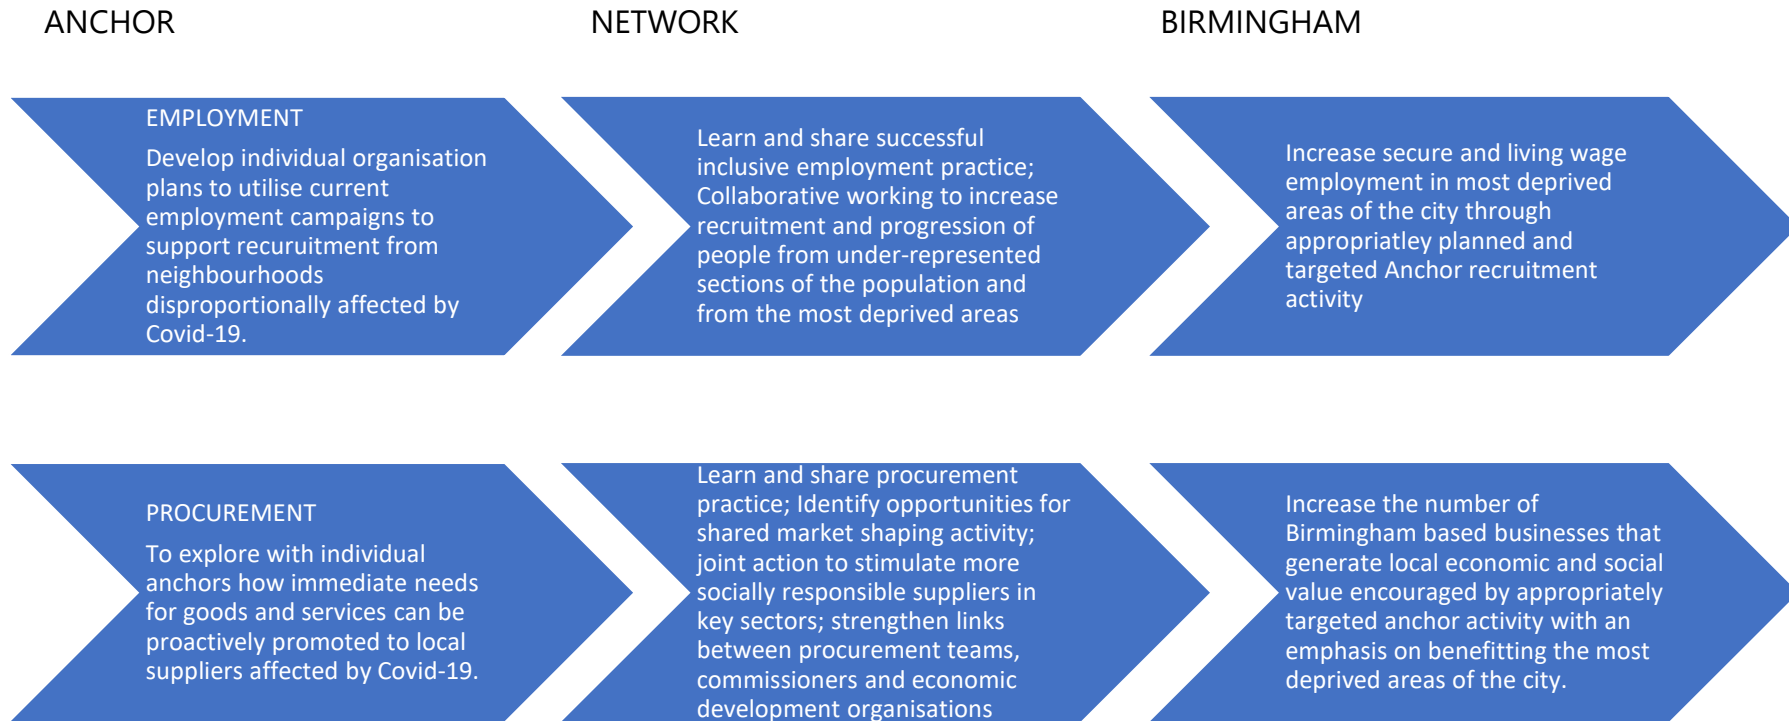 ANCHOR
NETWORK
BIRMINGHAM
EMPLOYMENT
Develop individual organisation
plans to utilise current
employment campaigns to
support recuruitment from
neighbourhoods
disproportionally affected by
Covid-19.
Learn and share successful
inclusive employment practice;
Collaborative working to increase
recruitment and progression of
people from under-represented
sections of the population and
from the most deprived areas
Increase secure and living wage
employment in most deprived
areas of the city through
appropriatley planned and
targeted Anchor recruitment
activity
PROCUREMENT
To explore with individual
anchors how immediate needs
for goods and services can be
proactively promoted to local
suppliers affected by Covid-19.
Learn and share procurement
practice; Identify opportunities for
shared market shaping activity;
joint action to stimulate more
socially responsible suppliers in
key sectors; strengthen links
between procurement teams,
commissioners and economic
development organisations
Increase the number of
Birmingham based businesses that
generate local economic and social
value encouraged by appropriately
targeted anchor activity with an
emphasis on benefitting the most
deprived areas of the city.